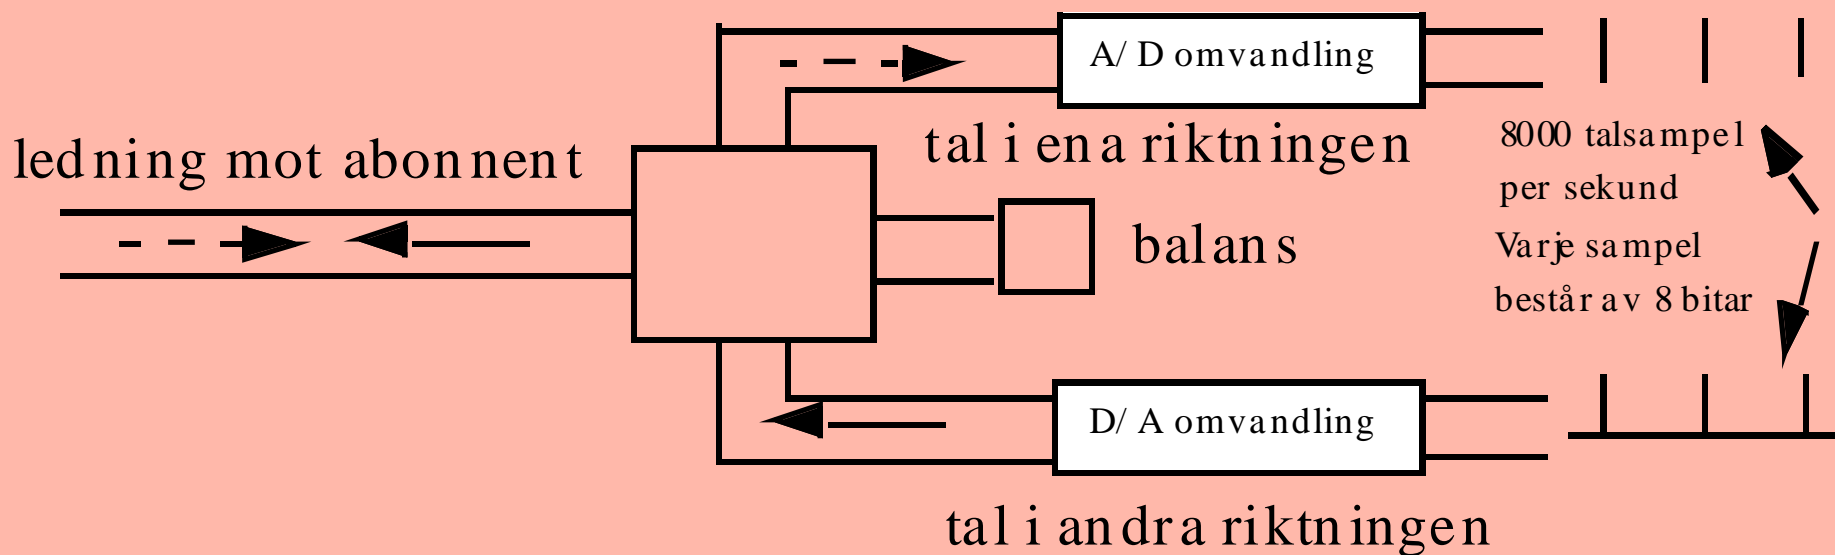 A/D omvandling
ledning mot abonnent
tal i ena riktningen
8000 talsampel
per sekund
balans
Varje sampel
består av 8 bitar
D/A omvandling
tal i andra riktningen